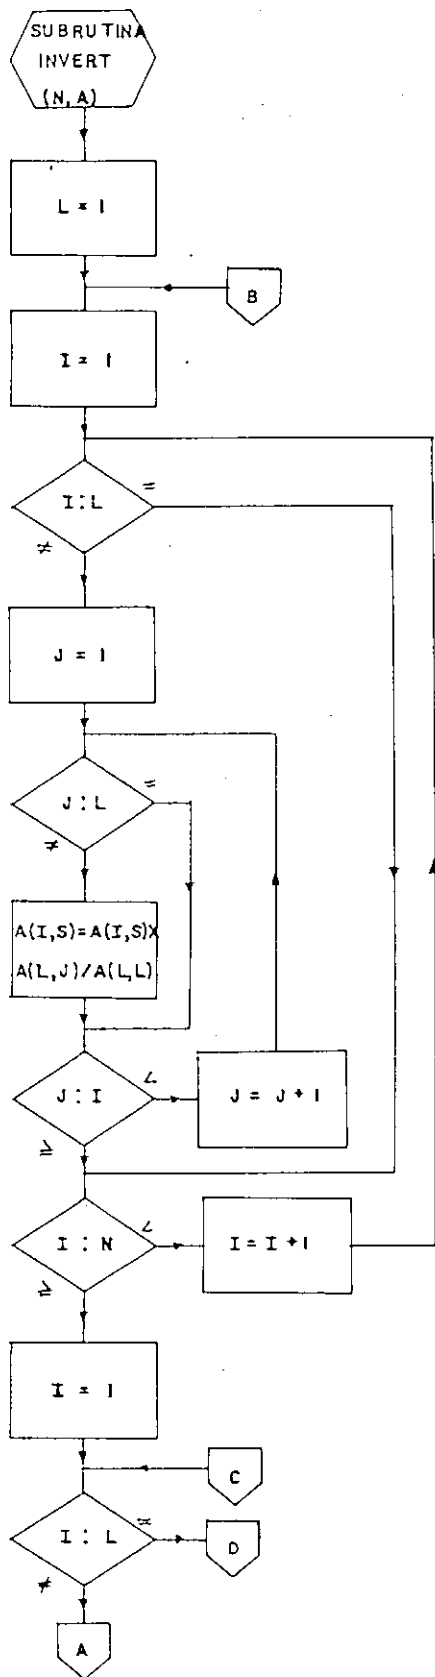 SUBRUTINA
INVERT
(N, A)
L = 1
B
I = 1
I : L
=
≠
J = 1
J : L
=
≠
A(I,S)=A(I,S)X
A(L,J)/A(L,L)
J : I
<
≥
J = J + 1
I : N
<
≥
I = I + 1
I = 1
C
I : L
=
≠
D
A